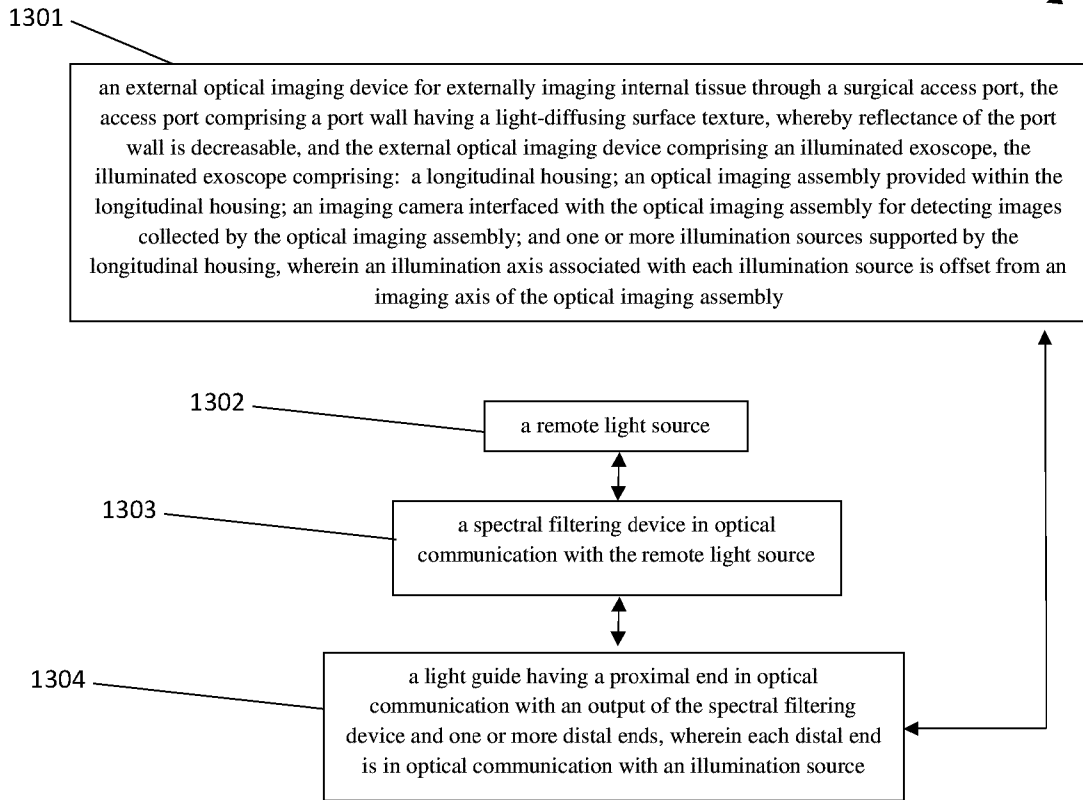 1301
an external optical imaging device for externally imaging internal tissue through a surgical access port, the
access port comprising a port wall having a light-diffusing surface texture, whereby reflectance of the port
wall is decreasable, and the external optical imaging device comprising an illuminated exoscope, the
illuminated exoscope comprising: a longitudinal housing; an optical imaging assembly provided within the
longitudinal housing; an imaging camera interfaced with the optical imaging assembly for detecting images
collected by the optical imaging assembly; and one or more illumination sources supported by the
longitudinal housing, wherein an illumination axis associated with each illumination source is offset from an
imaging axis of the optical imaging assembly
1302
a remote light source
1303
a spectral filtering device in optical
communication with the remote light source
1304
a light guide having a proximal end in optical
communication with an output of the spectral filtering
device and one or more distal ends, wherein each distal end
is in optical communication with an illumination source